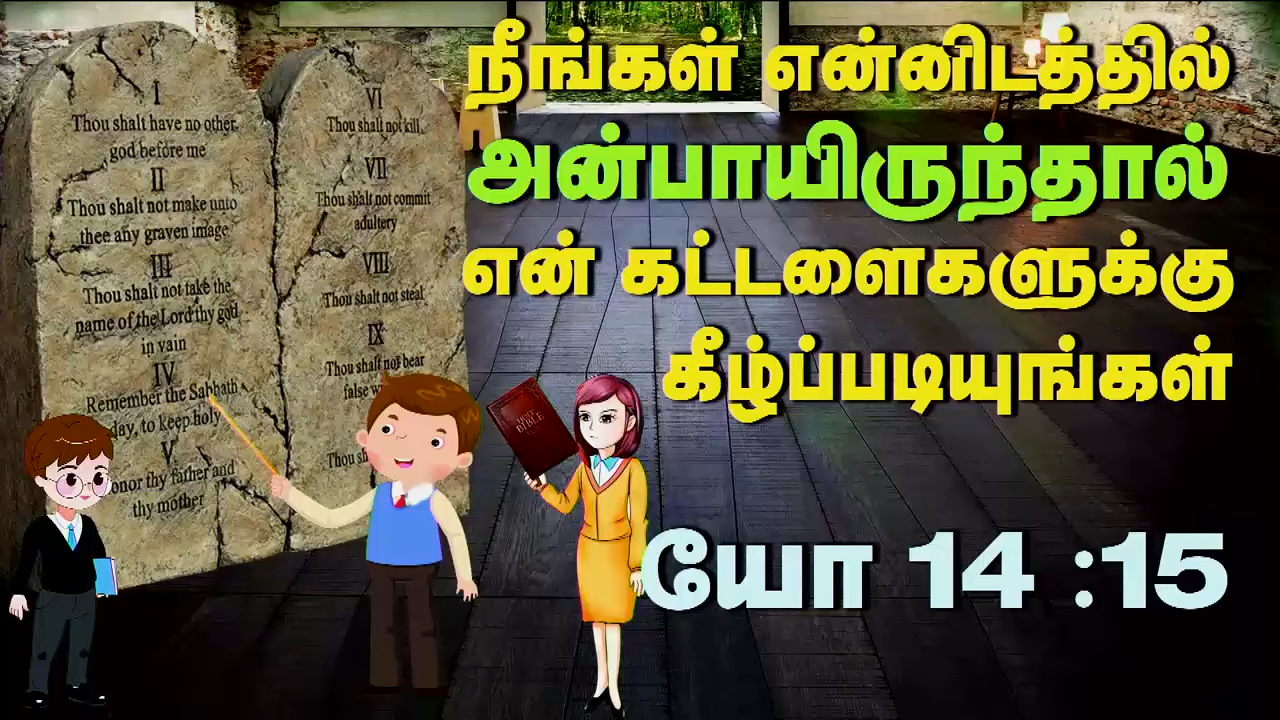 I
Thou shalt have no other
god before me
II
Thou shalt not make unto
thee any graven image
III
Thou shalt not take the
name of the Lord thy god
in vain
IV
Remember the Sabbath
day, to keep holy
V
onor thy father and
thy mother
VI
Thou shalt not kill
VII
Thou shalt not commit
adultery
VIII
Thou shalt not steal
IX
Thou shalt not bear
false
HOLY
BIBLE
நீங்கள் என்னிடத்தில்
அன்பாயிருந்தால்
என் கட்டளைகளுக்கு
கீழ்ப்படியுங்கள்
யோ 14 :15